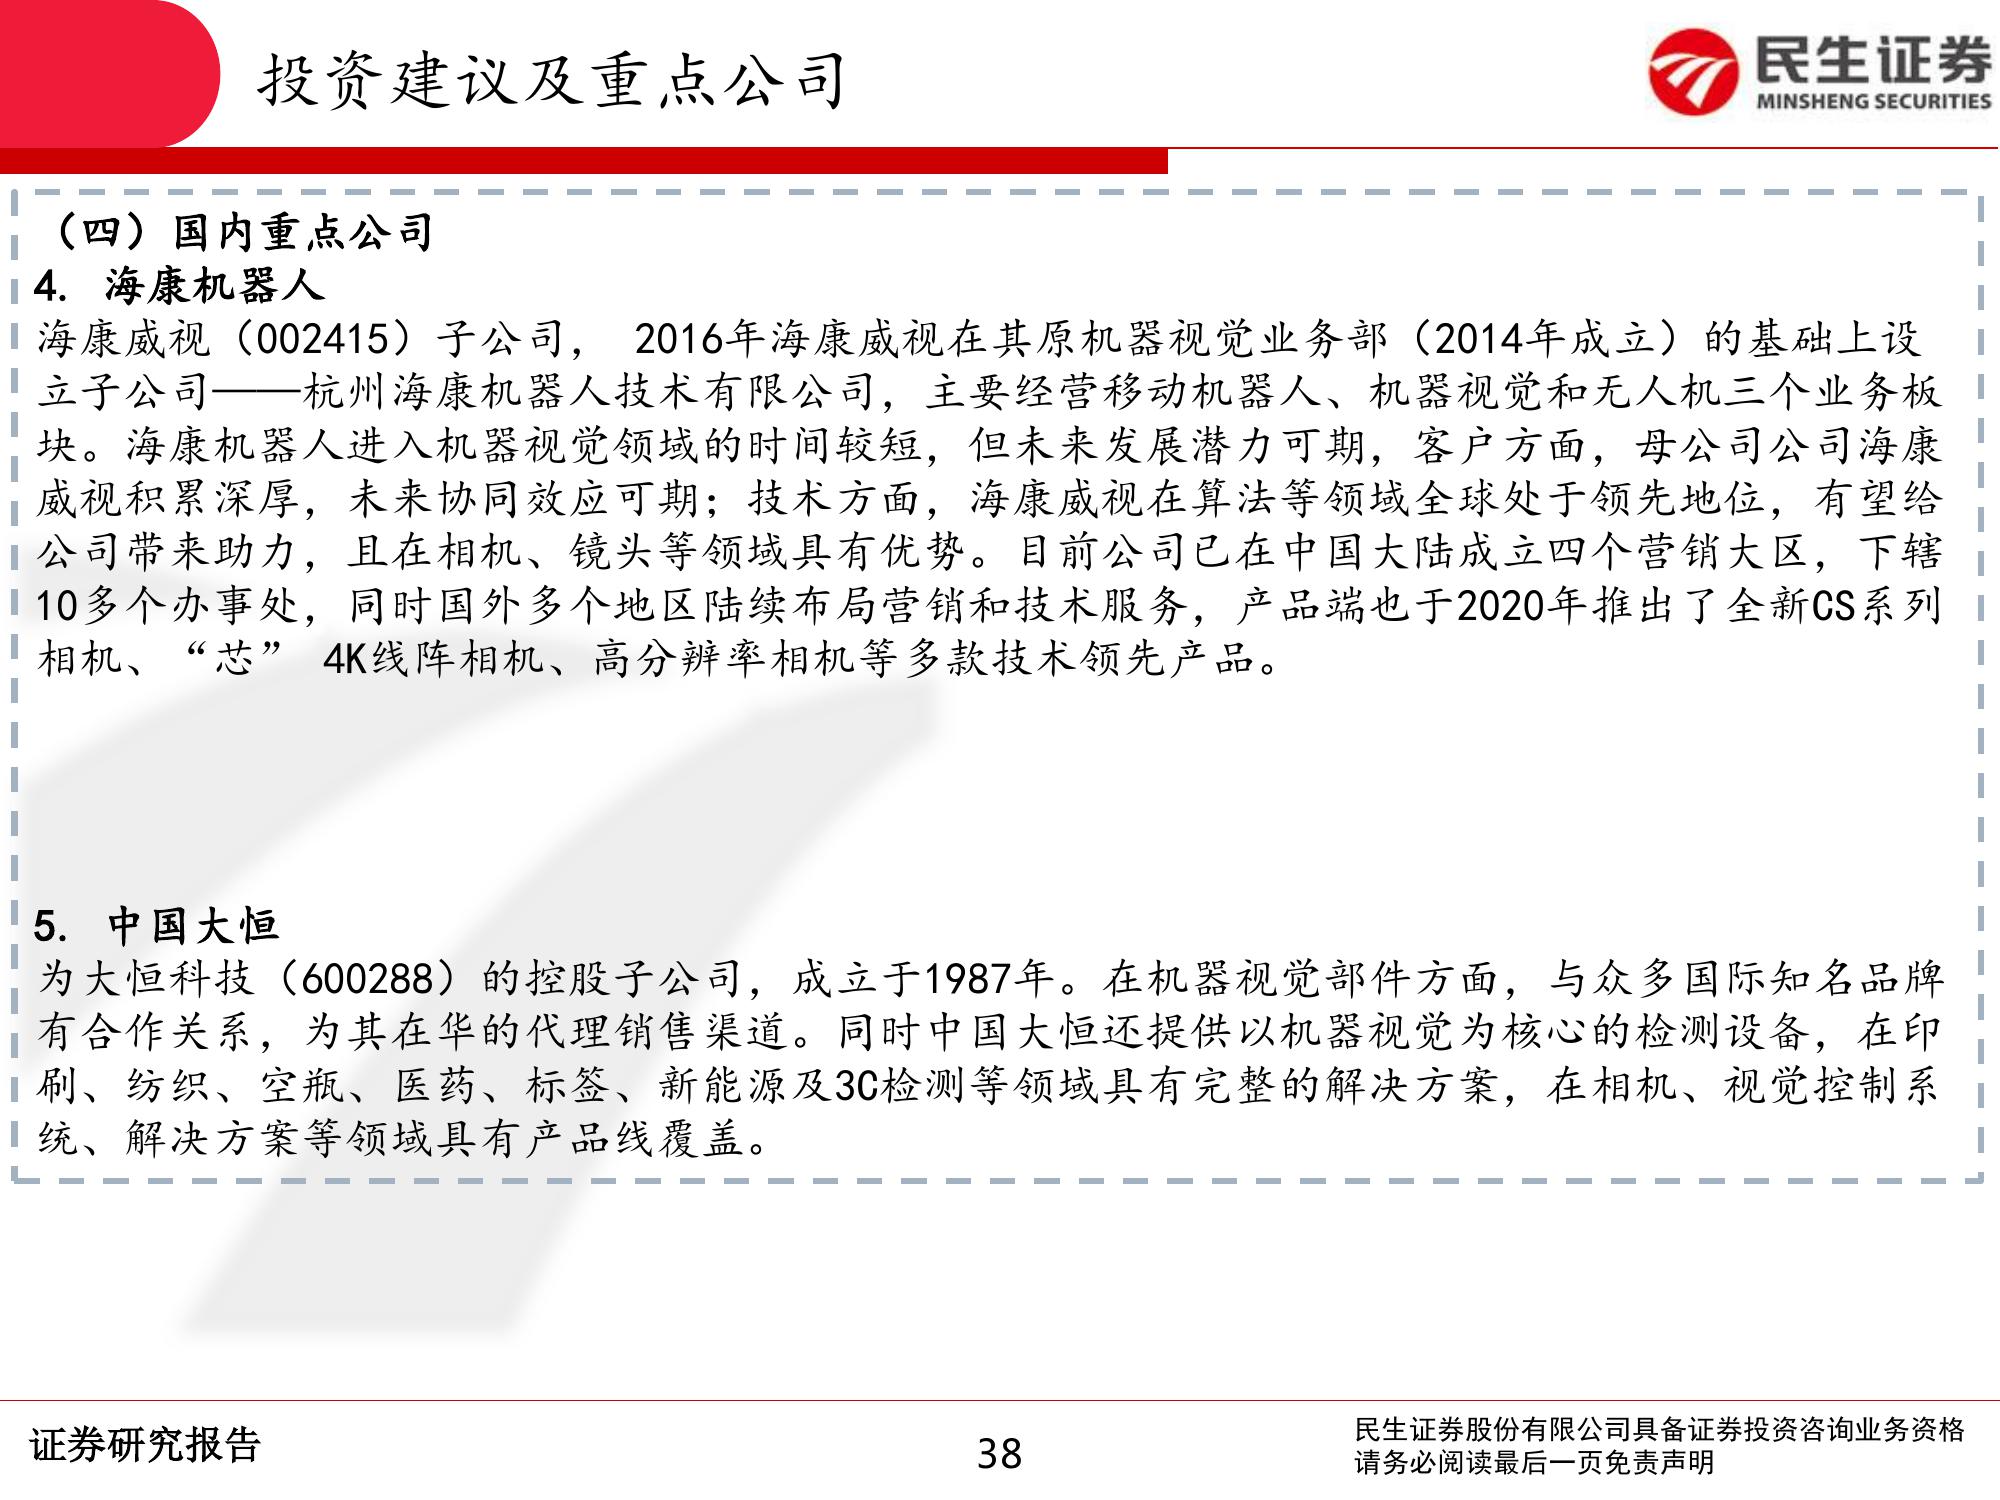 投资建议及重点公司
民生证券
MINSHENG SECURITIES
（四）国内重点公司
4. 海康机器人
海康威视（002415）子公司， 2016年海康威视在其原机器视觉业务部（2014年成立）的基础上设
立子公司——杭州海康机器人技术有限公司，主要经营移动机器人、机器视觉和无人机三个业务板
块。海康机器人进入机器视觉领域的时间较短，但未来发展潜力可期，客户方面，母公司公司海康
威视积累深厚，未来协同效应可期；技术方面，海康威视在算法等领域全球处于领先地位，有望给
公司带来助力，且在相机、镜头等领域具有优势。目前公司已在中国大陆成立四个营销大区，下辖
10多个办事处，同时国外多个地区陆续布局营销和技术服务，产品端也于2020年推出了全新CS系列
相机、“芯” 4K线阵相机、高分辨率相机等多款技术领先产品。
5. 中国大恒
为大恒科技（600288）的控股子公司，成立于1987年。在机器视觉部件方面，与众多国际知名品牌
有合作关系，为其在华的代理销售渠道。同时中国大恒还提供以机器视觉为核心的检测设备，在印
刷、纺织、空瓶、医药、标签、新能源及3C检测等领域具有完整的解决方案，在相机、视觉控制系
统、解决方案等领域具有产品线覆盖。
证券研究报告
38
民生证券股份有限公司具备证券投资咨询业务资格
请务必阅读最后一页免责声明